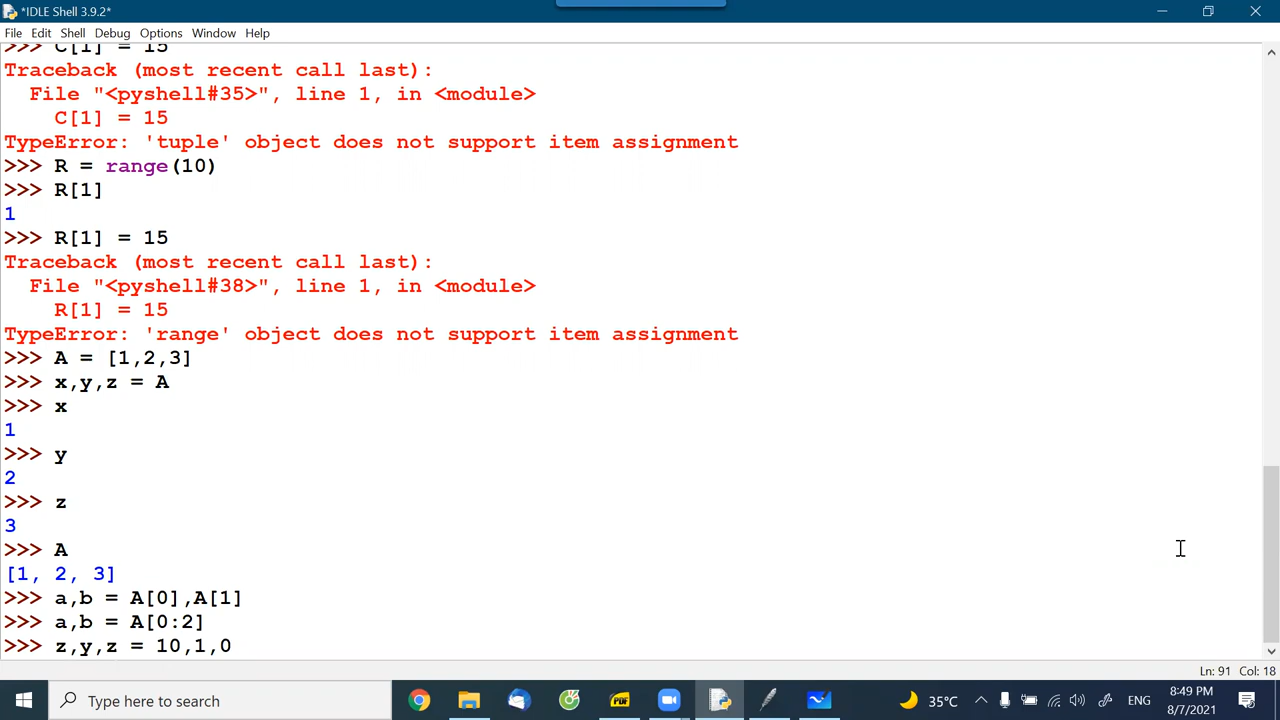 *IDLE Shell 3.9.2*
File Edit Shell Debug Options Window Help
>>> C[1] = 15
Traceback (most recent call last):
  File "<pyshell#35>", line 1, in <module>
    C[1] = 15
TypeError: 'tuple' object does not support item assignment
>>> R = range(10)
>>> R[1]
1
>>> R[1] = 15
Traceback (most recent call last):
  File "<pyshell#38>", line 1, in <module>
    R[1] = 15
TypeError: 'range' object does not support item assignment
>>> A = [1,2,3]
>>> x,y,z = A
>>> x
1
>>> y
2
>>> z
3
>>> A
[1, 2, 3]
>>> a,b = A[0],A[1]
>>> a,b = A[0:2]
>>> z,y,z = 10,1,0
Ln: 91 Col: 18
Type here to search
PDF
35°C
ENG
8:49 PM
8/7/2021